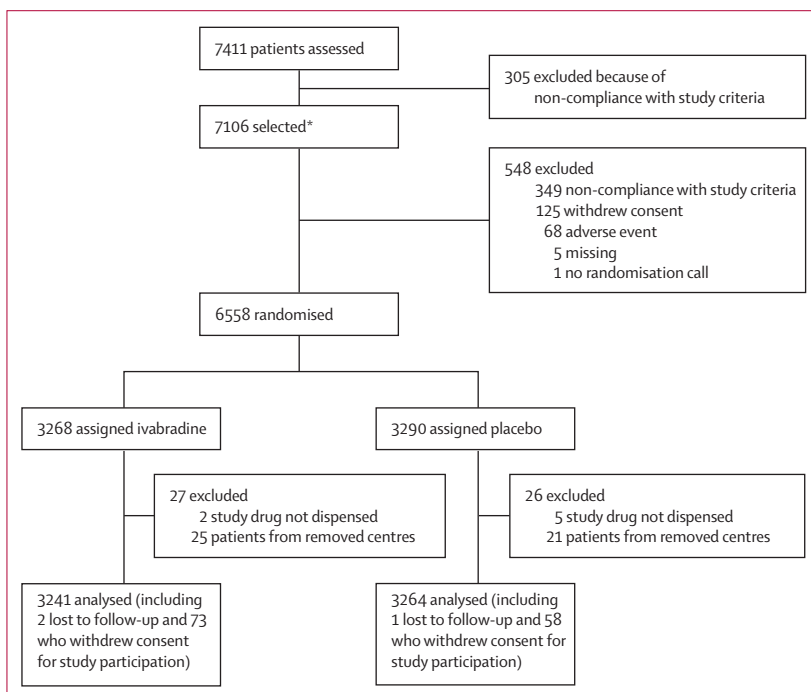 7411 patients assessed
305 excluded because of
non-compliance with study criteria
7106 selected*
548 excluded
349 non-compliance with study criteria
125 withdrew consent
68 adverse event
5 missing
1 no randomisation call
6558 randomised
3268 assigned ivabradine
3290 assigned placebo
27 excluded
2 study drug not dispensed
25 patients from removed centres
26 excluded
5 study drug not dispensed
21 patients from removed centres
3241 analysed (including
2 lost to follow-up and 73
who withdrew consent
for study participation)
3264 analysed (including
1 lost to follow-up and 58
who withdrew consent for
study participation)